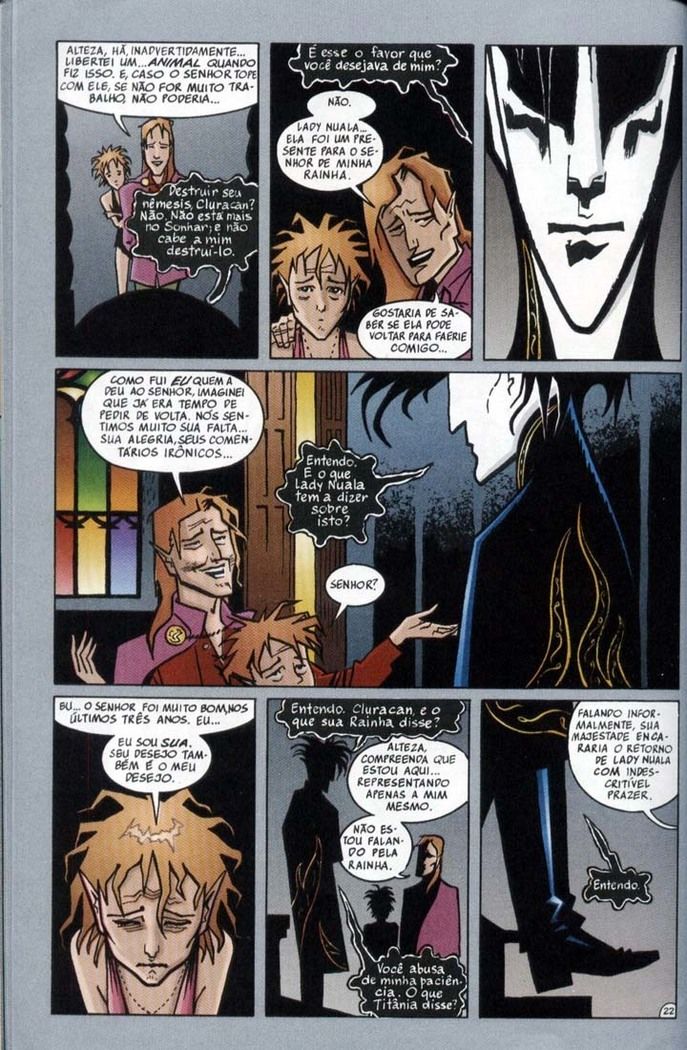 ALTEZA, HÁ, INADVERTIDAMENTE...
LIBERTEI UM...ANIMAL QUANDO
FIZ ISSO. E, CASO O SENHOR TOPE
COM ELE, SE NÃO FOR MUITO TRA-
BALHO, NÃO PODERIA...
Destruir seu
nêmesis, Cluracan?
Não. Não está mais
no Sonhar; e não
cabe a mim
destruí-lo.
É esse o favor que
você desejava de mim?
NÃO.
LADY NUALA...
ELA FOI UM PRE-
SENTE PARA O SE-
NHOR DE MINHA
RAINHA.
GOSTARIA DE SA-
BER SE ELA PODE
VOLTAR PARA FAÉRIE
COMIGO...
COMO FUI EU QUEM A
DEU AO SENHOR, IMAGINEI
QUE JÁ ERA TEMPO DE
PEDIR DE VOLTA. NÓS SEN-
TIMOS MUITO SUA FALTA...
SUA ALEGRIA, SEUS COMEN-
TÁRIOS IRÔNICOS...
Entendo.
E o que
Lady Nuala
tem a dizer
sobre
isto?
SENHOR?
EU... O SENHOR FOI MUITO BOM,NOS
ÚLTIMOS TRÊS ANOS. EU...
EU SOU SUA.
SEU DESEJO TAM-
BÉM É O MEU
DESEJO.
Entendo. Cluracan, e o
que sua Rainha disse?
ALTEZA,
COMPREENDA QUE
ESTOU AQUI...
REPRESENTANDO
APENAS A MIM
MESMO.
NÃO ES-
TOU FALAN-
DO PELA
RAINHA.
Você abusa
de minha paciên-
cia. O que
Titânia disse?
FALANDO INFOR-
MALMENTE, SUA
MAJESTADE ENCA-
RARIA O RETORNO
DE LADY NUALA
COM INDES-
CRITÍVEL
PRAZER.
Entendo.
22